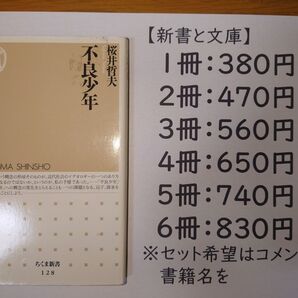 桜井哲夫
不良少年
MA SHINSHO
ちくま新書
128
【新書と文庫】
1冊：380円
2冊：470円
3冊：560円
4冊：650円
5冊：740円
6冊：830円
※セット希望はコメン
書籍名を